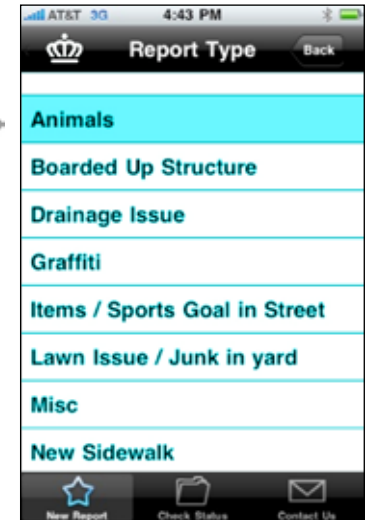 AT&T 3G 4:43 PM
Report Type Back
Animals
Boarded Up Structure
Drainage Issue
Graffiti
Items / Sports Goal in Street
Lawn Issue / Junk in yard
Misc
New Sidewalk
New Report Check Status Contact Us